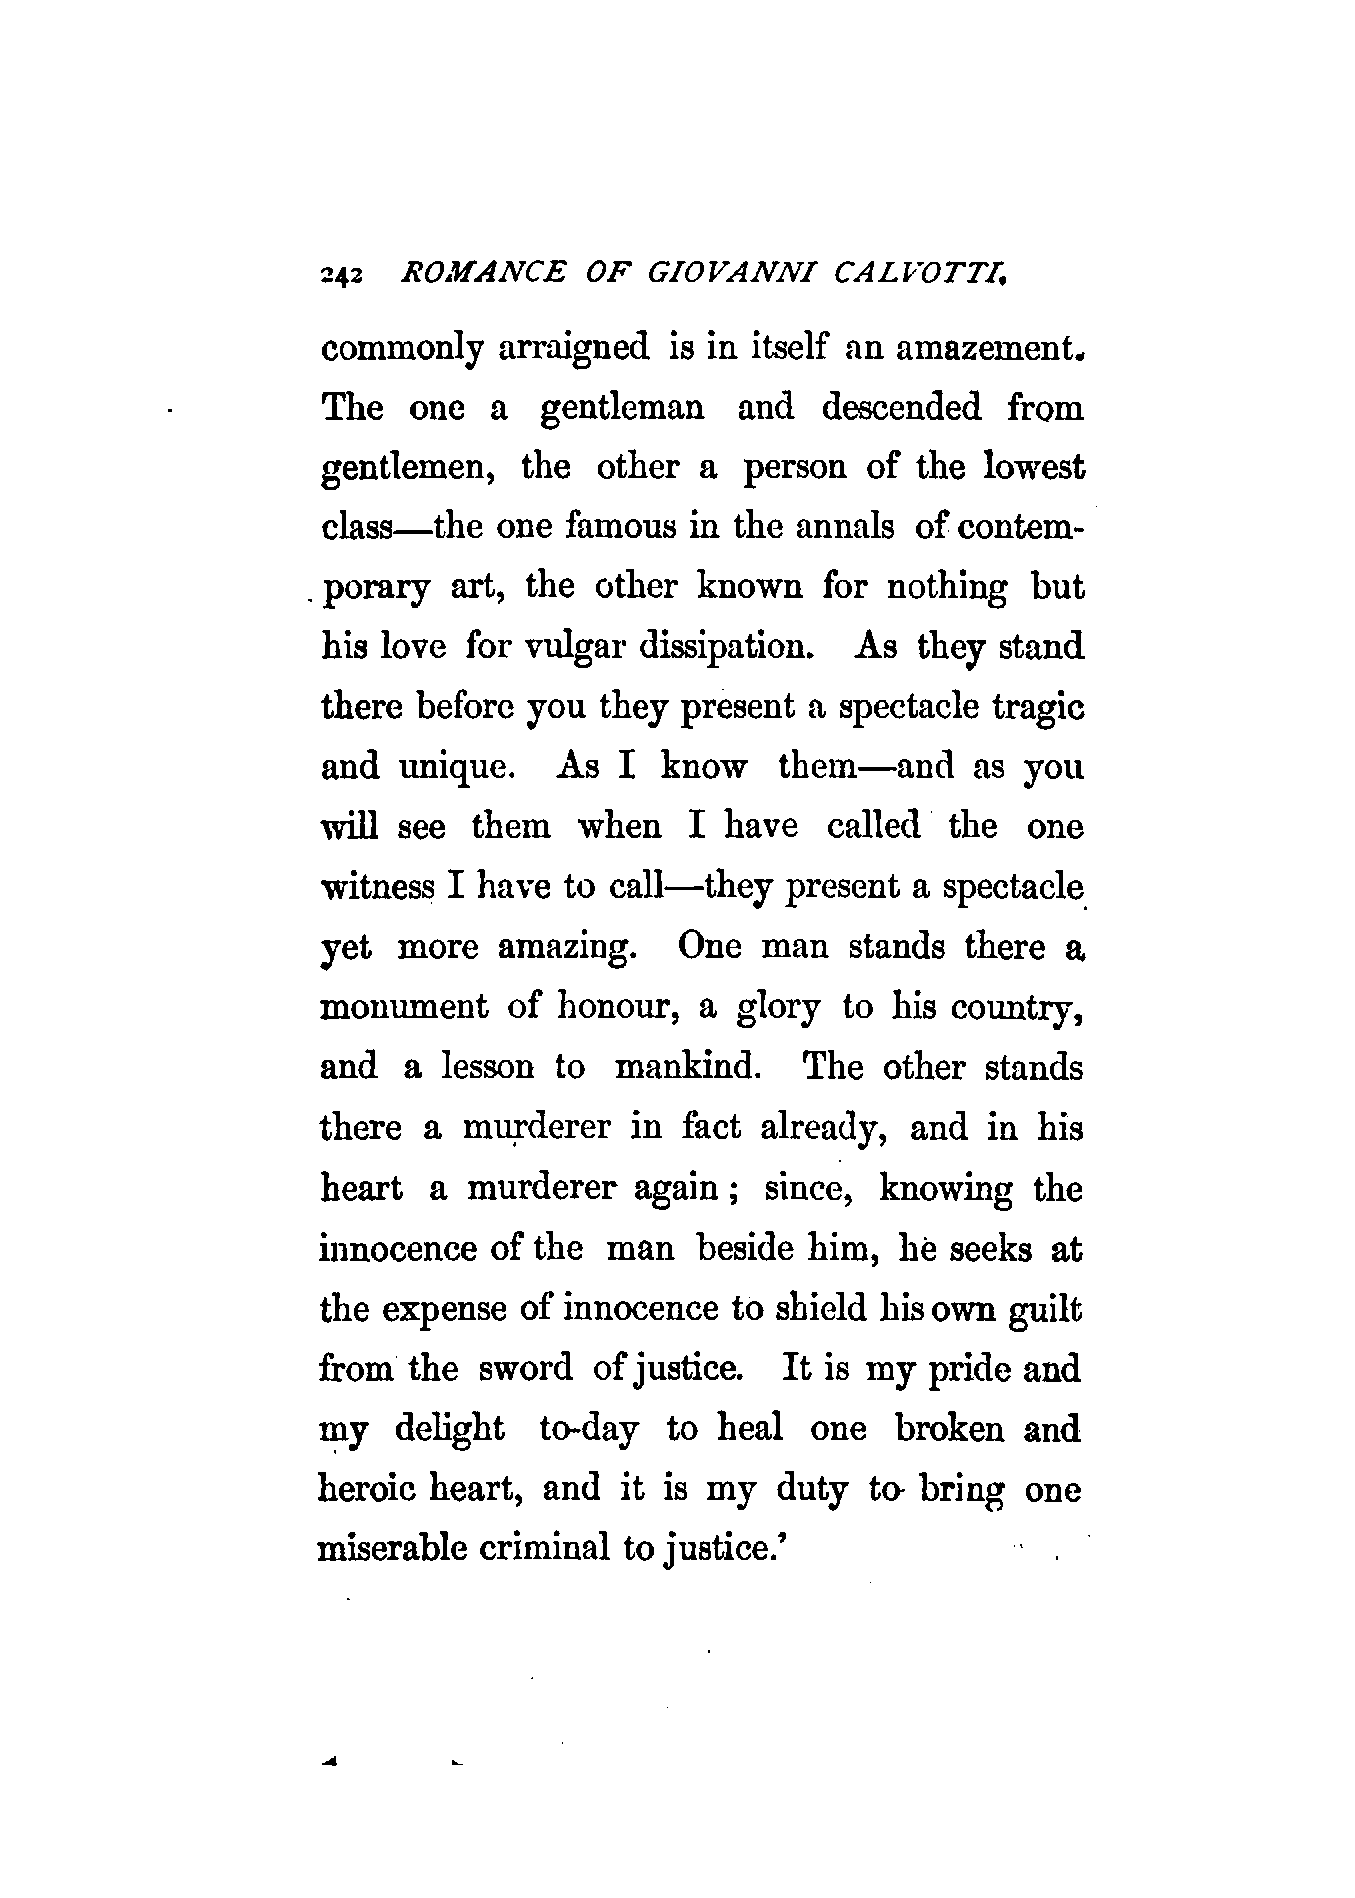 242 ROMANCE OF GIOVANNI CALVOTTI.
commonly arraigned is in itself an amazement.
The one a gentleman and descended from
gentlemen, the other a person of the lowest
class—the one famous in the annals of contem-
porary art, the other known for nothing but
his love for vulgar dissipation. As they stand
there before you they present a spectacle tragic
and unique. As I know them—and as you
will see them when I have called the one
witness I have to call—they present a spectacle
yet more amazing. One man stands there a
monument of honour, a glory to his country,
and a lesson to mankind. The other stands
there a murderer in fact already, and in his
heart a murderer again; since, knowing the
innocence of the man beside him, he seeks at
the expense of innocence to shield his own guilt
from the sword of justice. It is my pride and
my delight to-day to heal one broken and
heroic heart, and it is my duty to bring one
miserable criminal to justice.’